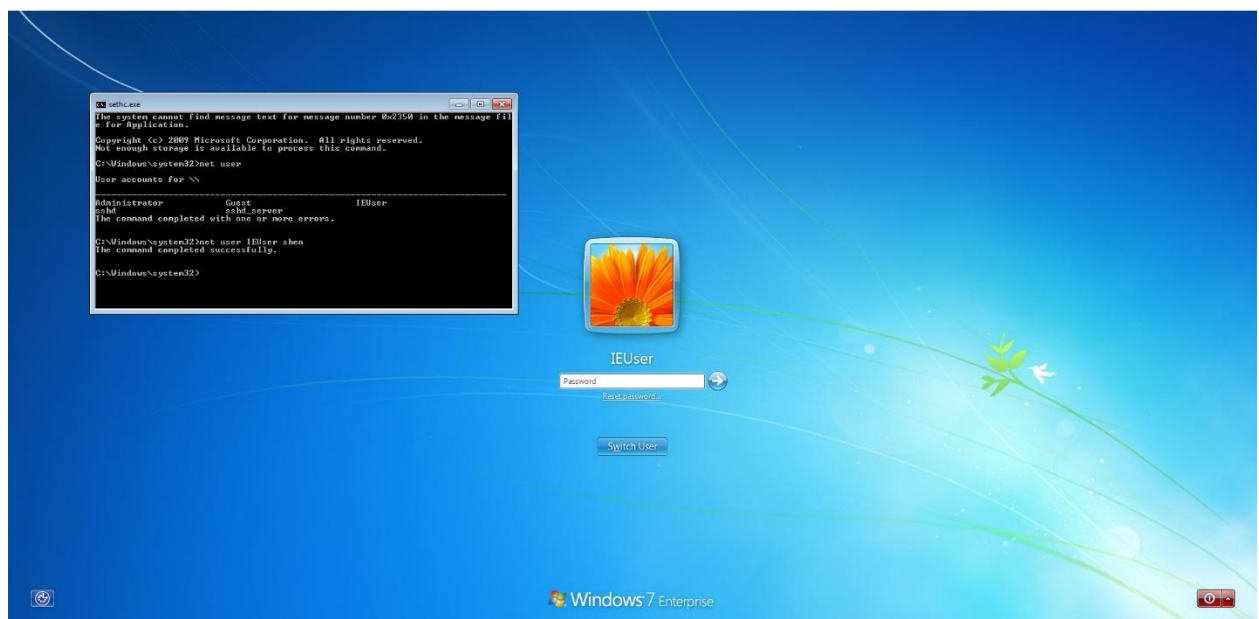 sethc.exe
The system cannot find message text for message number 0x2350 in the message fil
e for Application.
Copyright (c) 2009 Microsoft Corporation.  All rights reserved.
Not enough storage is available to process this command.
C:\Windows\system32>net user
User accounts for \\
-------------------------------------------------------------------------------
Administrator            Guest                    IEUser
sshd                     sshd_server
The command completed with one or more errors.
C:\Windows\system32>net user IEUser shen
The command completed successfully.
C:\Windows\system32>
IEUser
Password
Reset password...
Switch User
Windows 7 Enterprise